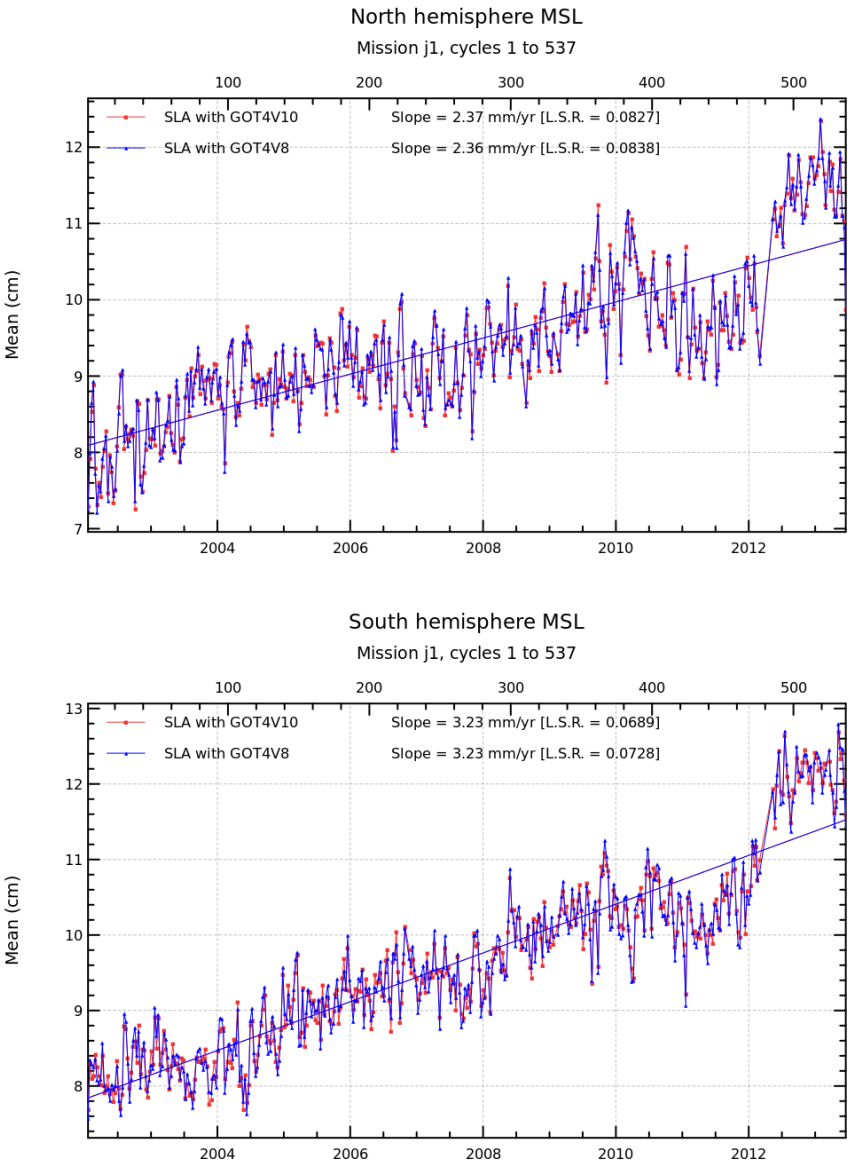 North hemisphere MSL
Mission j1, cycles 1 to 537
100 200 300 400 500
SLA with GOT4V10 Slope = 2.37 mm/yr [L.S.R. = 0.0827]
SLA with GOT4V8 Slope = 2.36 mm/yr [L.S.R. = 0.0838]
12
11
10
9
8
7
Mean (cm)
2004 2006 2008 2010 2012
South hemisphere MSL
Mission j1, cycles 1 to 537
100 200 300 400 500
13
SLA with GOT4V10 Slope = 3.23 mm/yr [L.S.R. = 0.0689]
SLA with GOT4V8 Slope = 3.23 mm/yr [L.S.R. = 0.0728]
12
11
10
9
8
Mean (cm)
2004 2006 2008 2010 2012